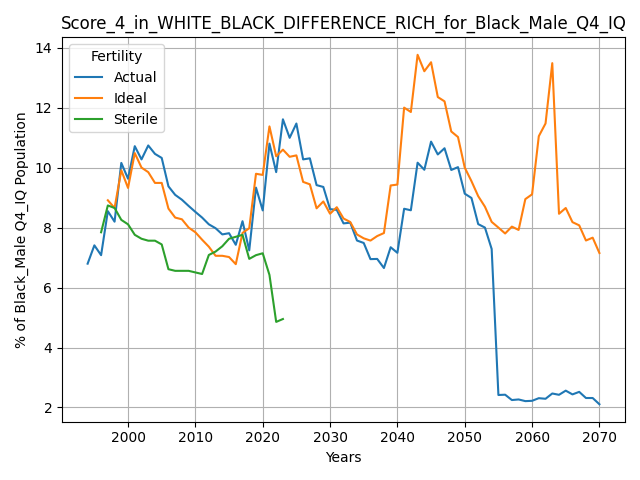 Score_4_in_WHITE_BLACK_DIFFERENCE_RICH_for_Black_Male_Q4_IQ
Fertility
Actual
Ideal
Sterile
% of Black_Male Q4_IQ Population
14
12
10
8
6
4
2
2000 2010 2020 2030 2040 2050 2060 2070
Years